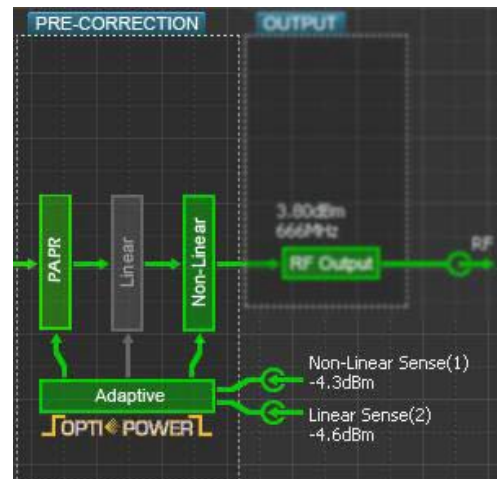 PRE-CORRECTION
OUTPUT
PAPR
Linear
Non-Linear
3.80dBm
666MHz
RF Output
RF
Adaptive
OPTI POWER
Non-Linear Sense(1)
-4.3dBm
Linear Sense(2)
-4.6dBm